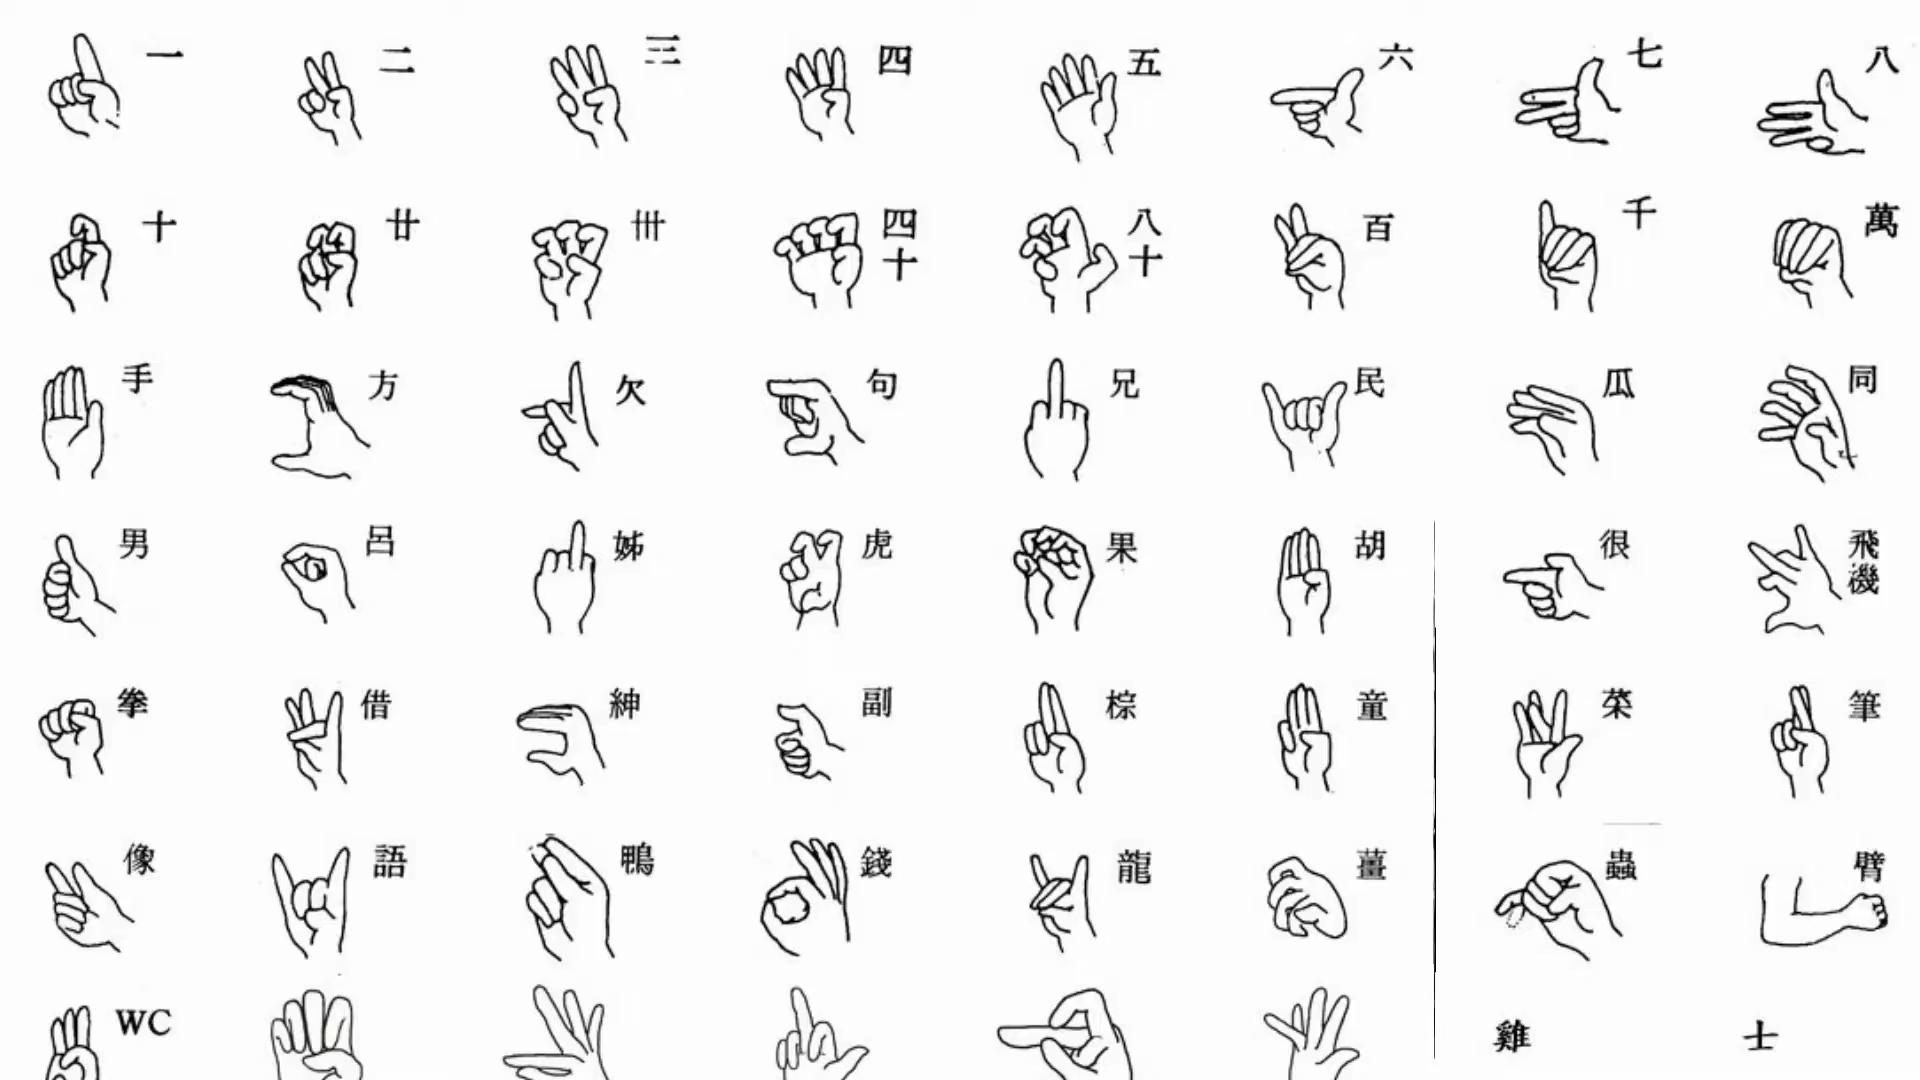 一 二 三 四 五 六 七 八
十 廿 卅 四十 八十 百 千 萬
手 方 欠 句 兄 民 瓜 同
男 呂 姊 虎 果 胡 很 飛機
拳 借 紳 副 棕 童 菜 筆
像 語 鴨 錢 龍 薑 蟲 臂
WC 雞 士